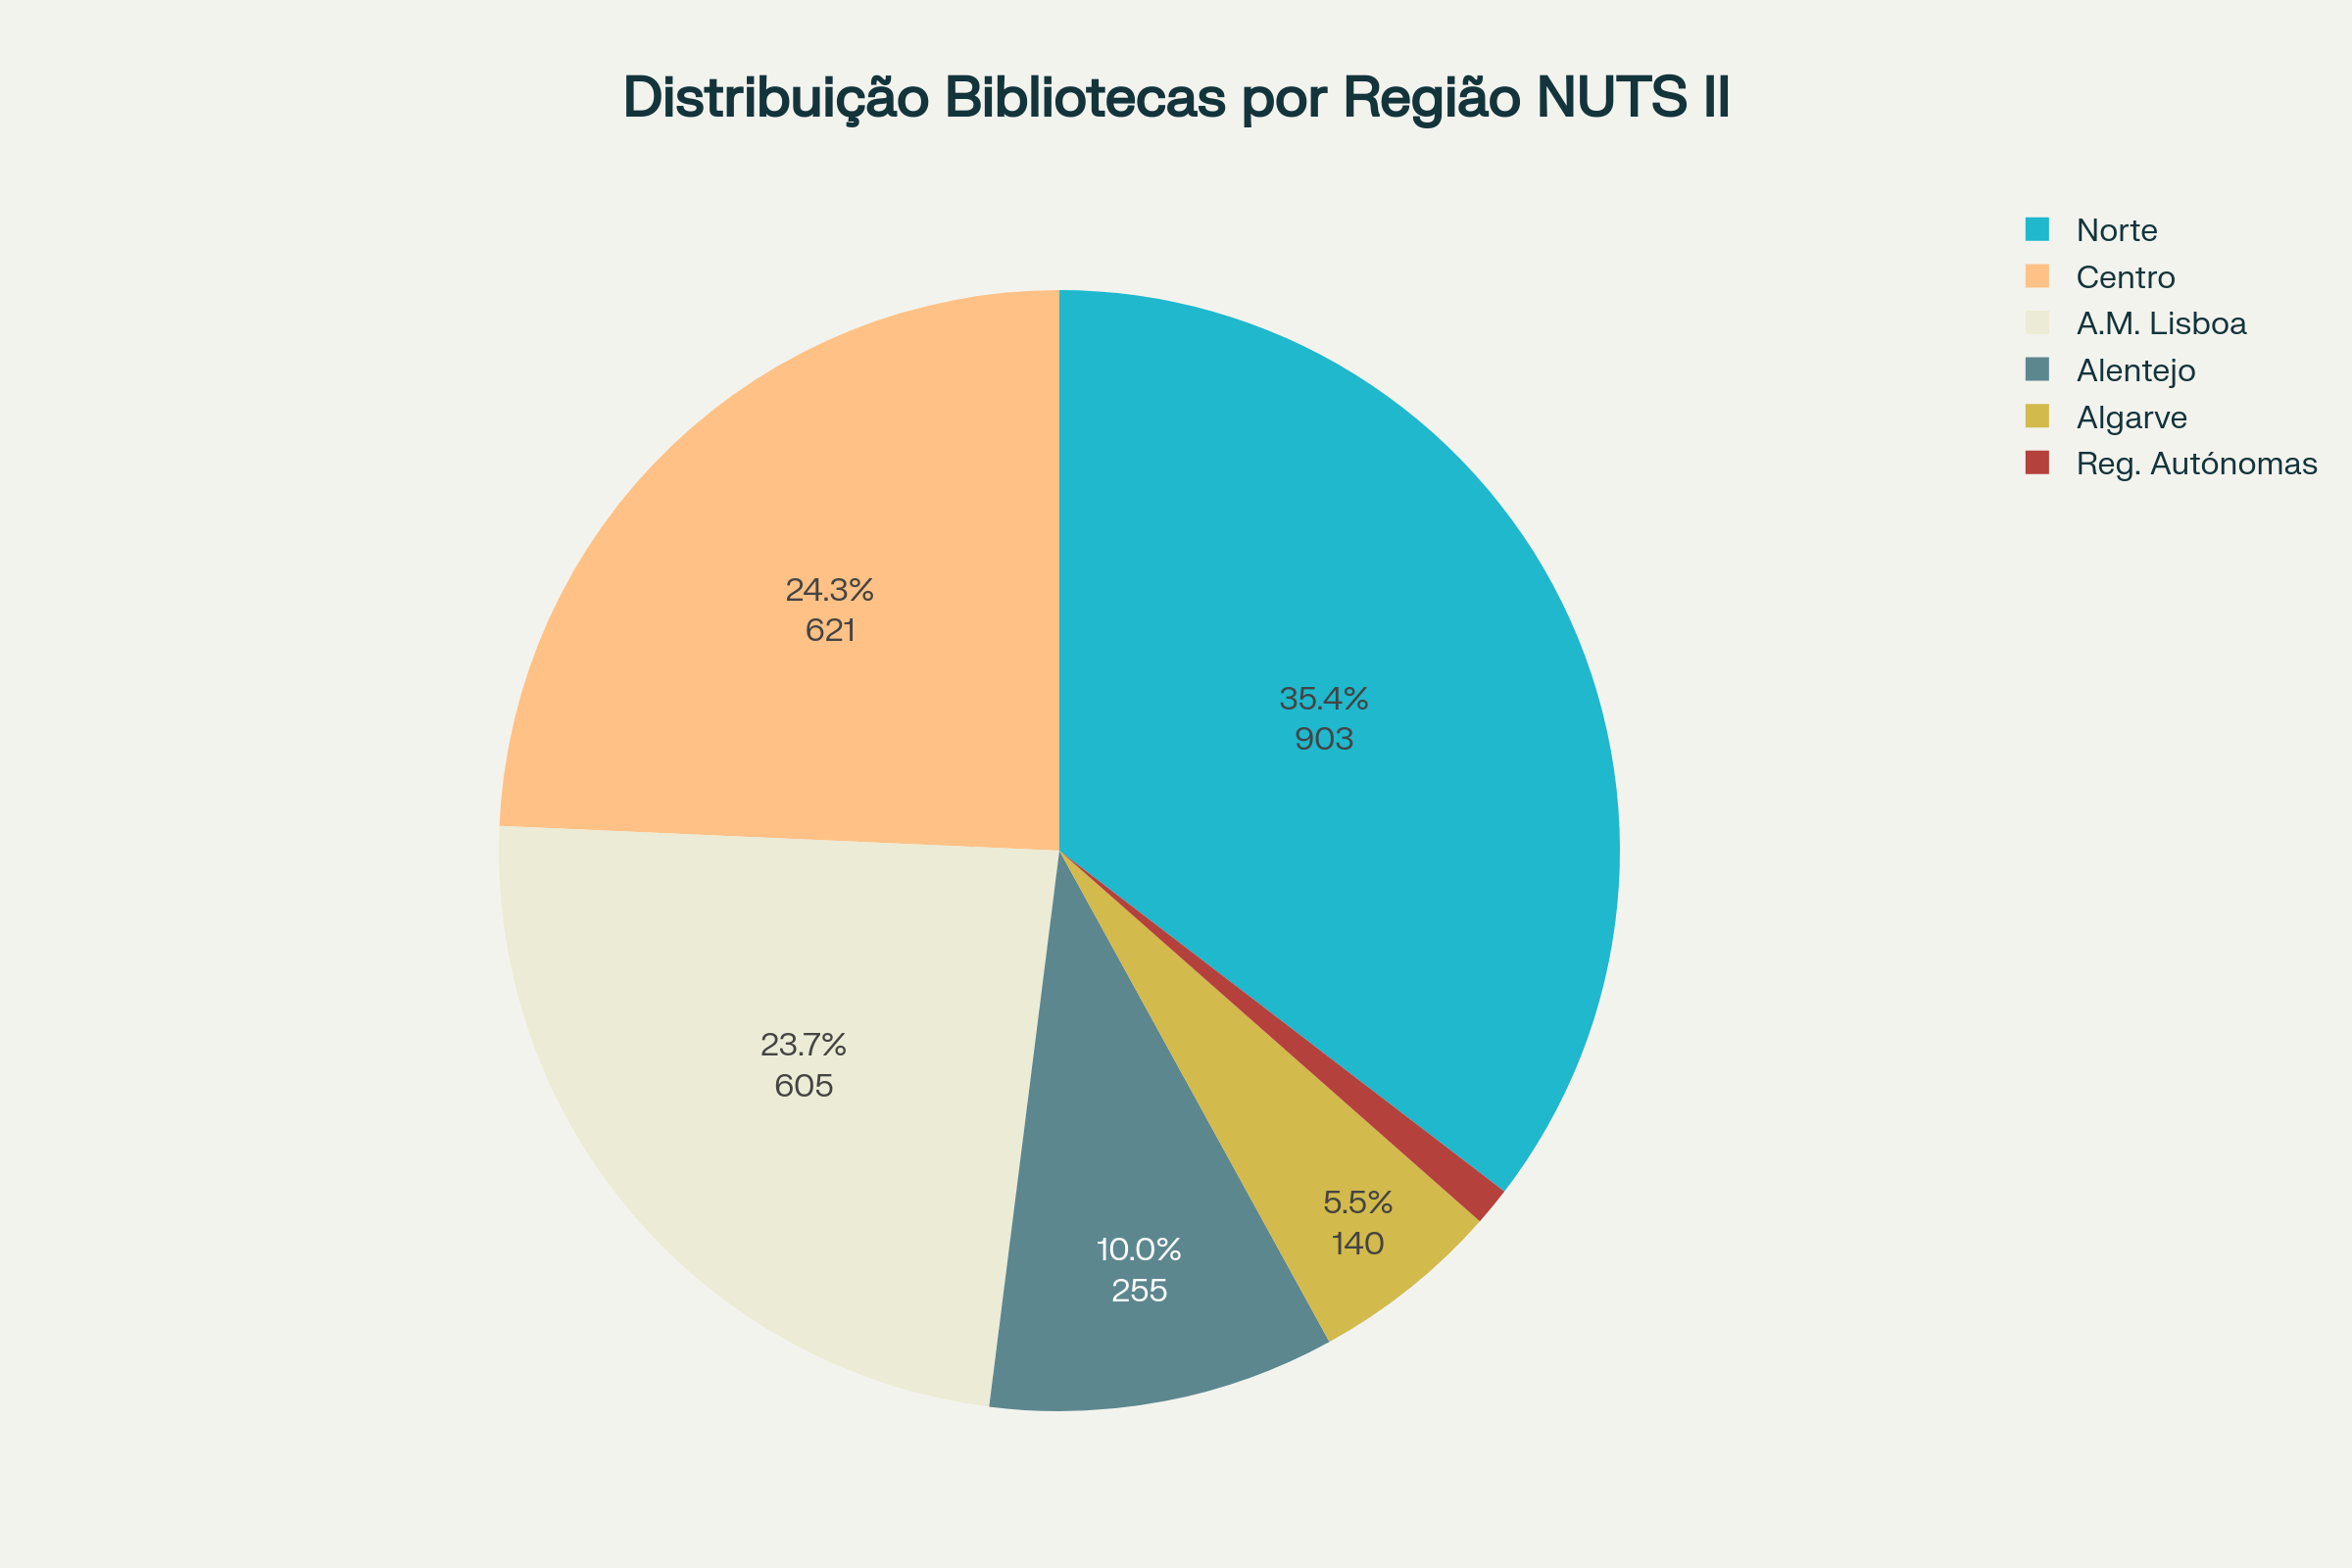 Distribuição Bibliotecas por Região NUTS II
Norte
Centro
A.M. Lisboa
Alentejo
Algarve
Reg. Autónomas
24.3%
621
35.4%
903
23.7%
605
5.5%
140
10.0%
255